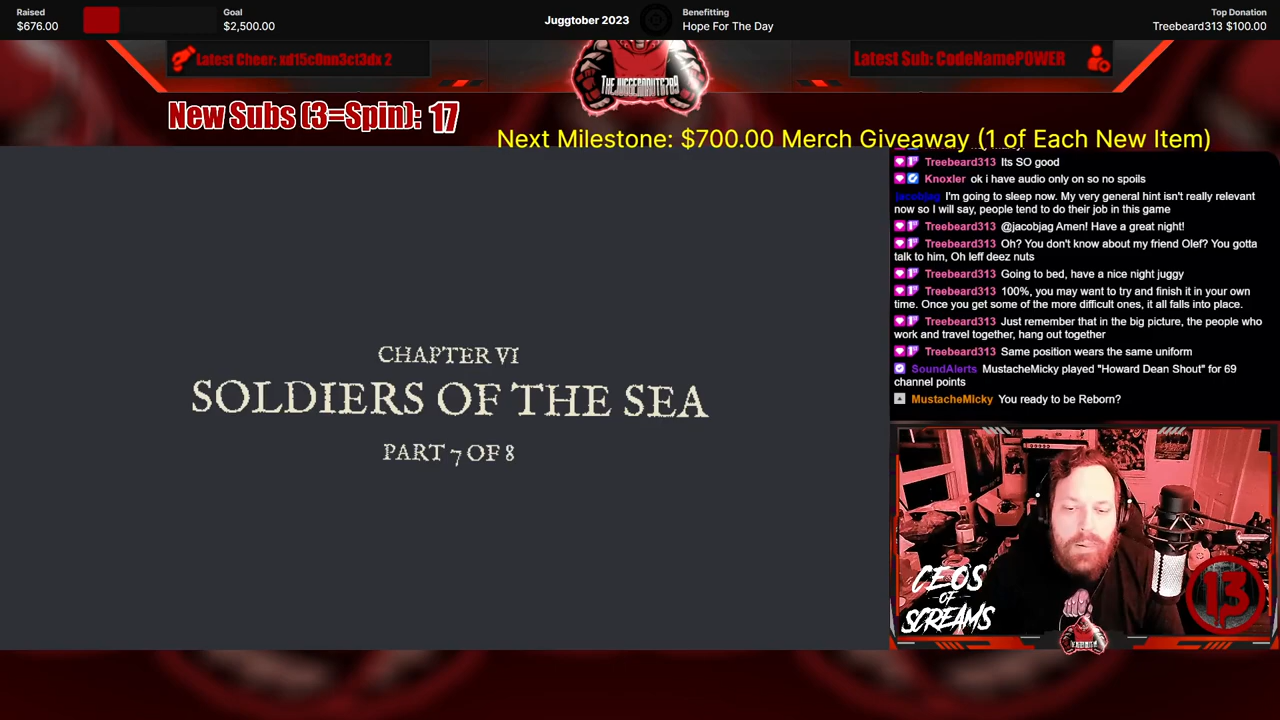 Raised
$676.00
Goal
$2,500.00
Juggtober 2023
Benefitting
Hope For The Day
Top Donation
Treebeard313 $100.00
Latest Cheer: xd15c0nn3ct3dx 2
THEJUGGERNAUT6789
Latest Sub: CodeNamePOWER
New Subs (3=Spin): 17
Next Milestone: $700.00 Merch Giveaway (1 of Each New Item)
Treebeard313 Its SO good
Knoxler ok i have audio only on so no spoils
jacobjag I'm going to sleep now. My very general hint isn't really relevant
now so I will say, people tend to do their job in this game
Treebeard313 @jacobjag Amen! Have a great night!
Treebeard313 Oh? You don't know about my friend Olef? You gotta
talk to him, Oh leff deez nuts
Treebeard313 Going to bed, have a nice night juggy
Treebeard313 100%, you may want to try and finish it in your own
time. Once you get some of the more difficult ones, it all falls into place.
Treebeard313 Just remember that in the big picture, the people who
work and travel together, hang out together
Treebeard313 Same position wears the same uniform
SoundAlerts MustacheMicky played "Howard Dean Shout" for 69
channel points
MustacheMicky You ready to be Reborn?
CHAPTER VI
SOLDIERS OF THE SEA
PART 7 OF 8
CEOS
OF
SCREAMS
13